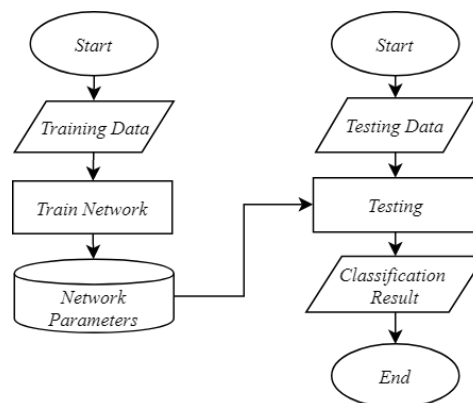 Start
Training Data
Train Network
Network
Parameters
Start
Testing Data
Testing
Classification
Result
End